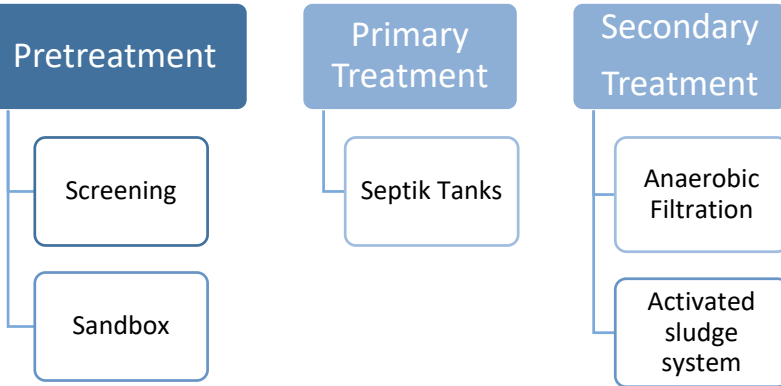 Pretreatment
Screening
Sandbox
Primary
Treatment
Septik Tanks
Secondary
Treatment
Anaerobic
Filtration
Activated
sludge
system